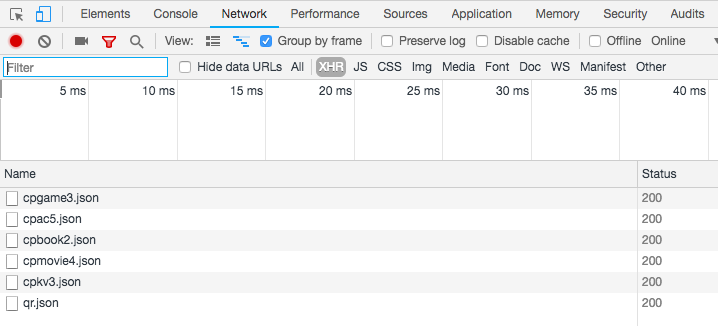 Elements Console Network Performance Sources Application Memory Security Audits
View: Group by frame Preserve log Disable cache Offline Online
Filter Hide data URLs All XHR JS CSS Img Media Font Doc WS Manifest Other
5 ms 10 ms 15 ms 20 ms 25 ms 30 ms 35 ms 40 ms
Name Status
cpgame3.json 200
cpac5.json 200
cpbook2.json 200
cpmovie4.json 200
cpkv3.json 200
qr.json 200